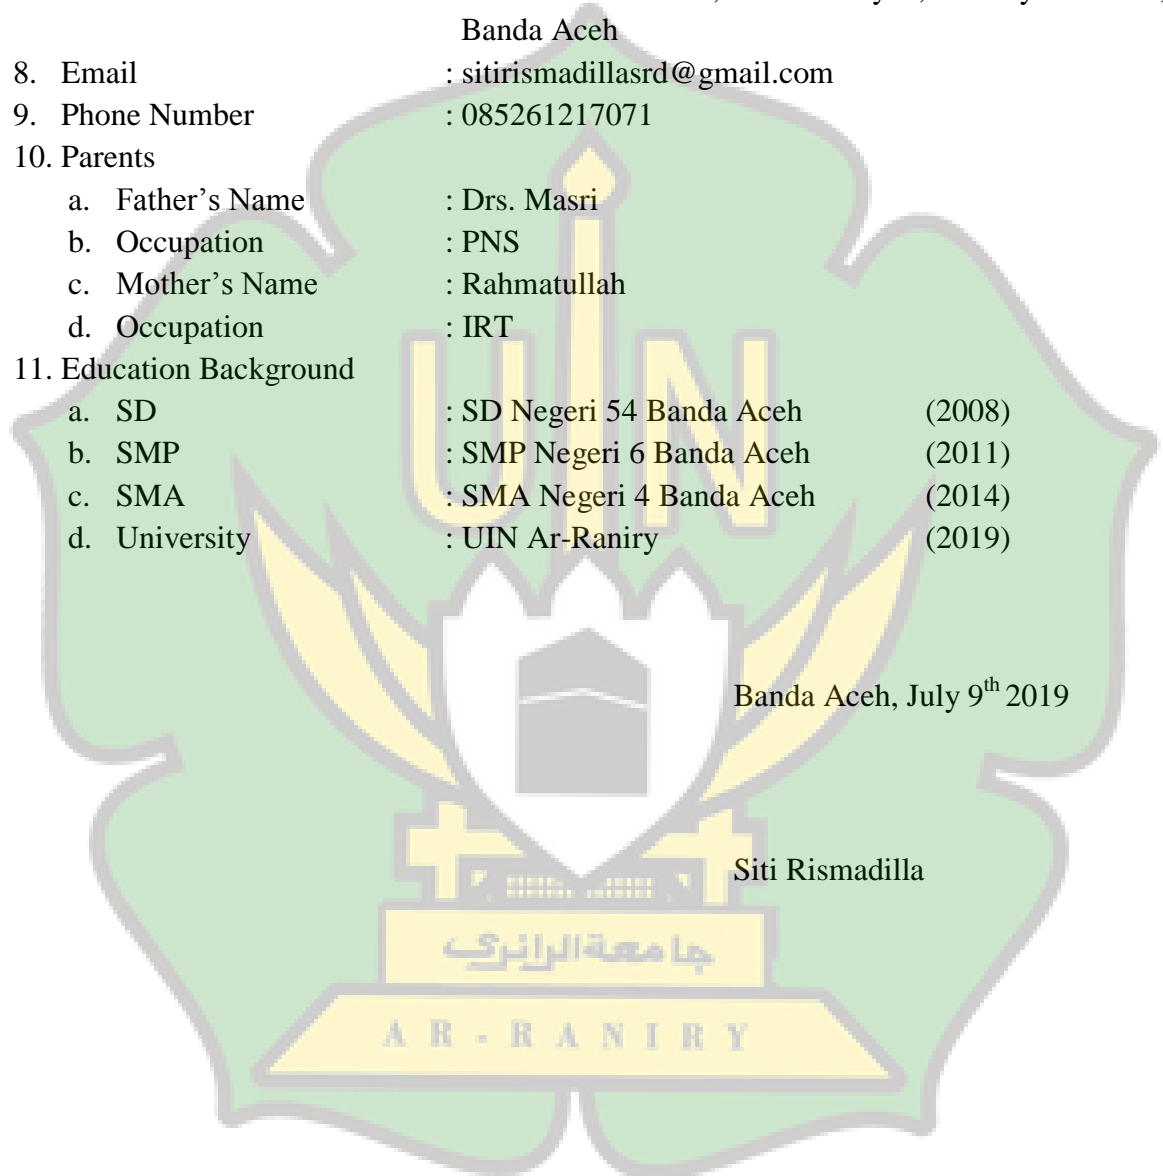 Banda Aceh
8. Email : sitirismadillasrd@gmail.com
9. Phone Number : 085261217071
10. Parents
a. Father’s Name : Drs. Masri
b. Occupation : PNS
c. Mother’s Name : Rahmatullah
d. Occupation : IRT
11. Education Background
a. SD : SD Negeri 54 Banda Aceh (2008)
b. SMP : SMP Negeri 6 Banda Aceh (2011)
c. SMA : SMA Negeri 4 Banda Aceh (2014)
d. University : UIN Ar-Raniry (2019)
UIN
Banda Aceh, July 9th 2019
Siti Rismadilla
جامعة الرانري
AR-RANIRY